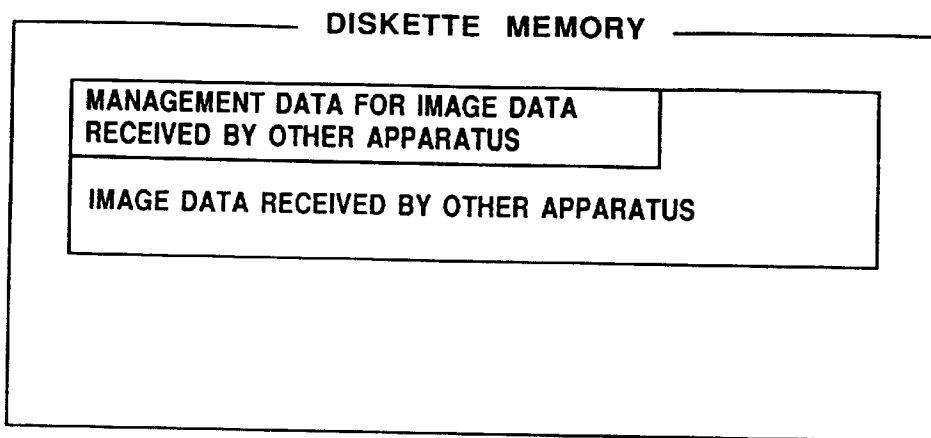 DISKETTE MEMORY
MANAGEMENT DATA FOR IMAGE DATA
RECEIVED BY OTHER APPARATUS
IMAGE DATA RECEIVED BY OTHER APPARATUS